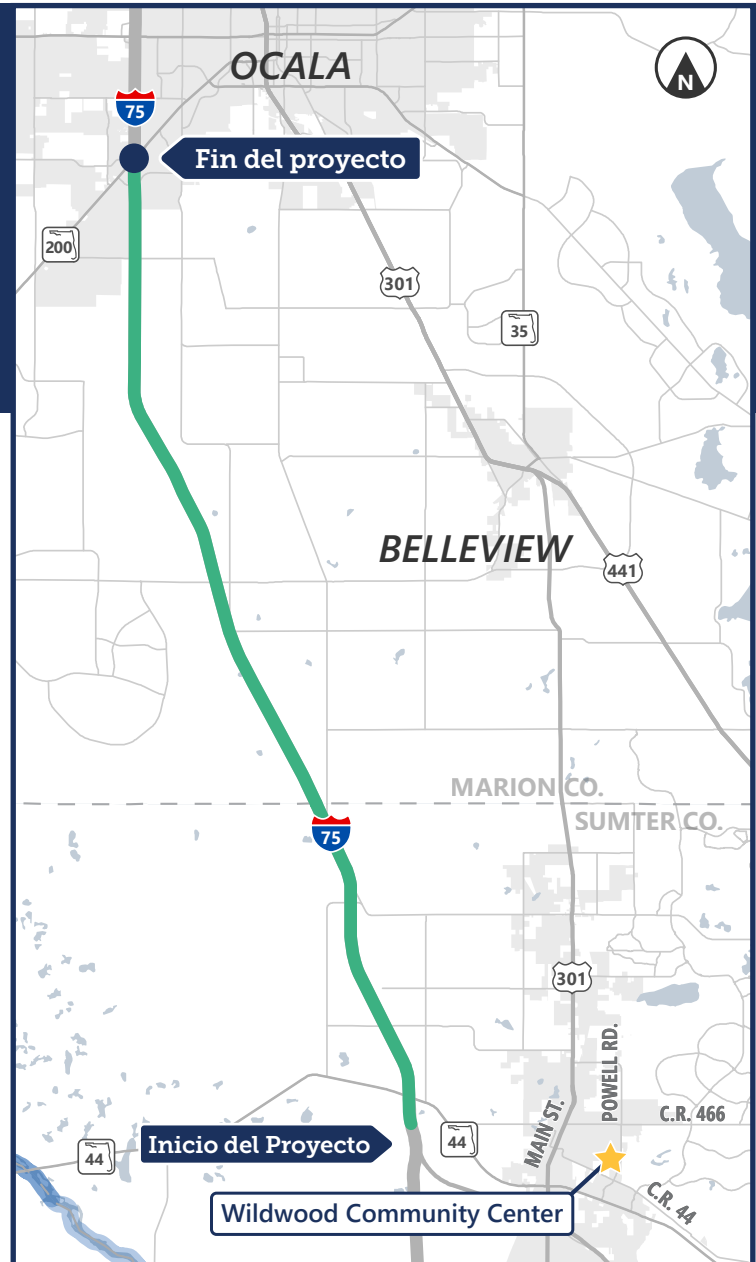 OCALA
N
75
Fin del proyecto
200
301
35
BELLEVIEW
441
MARION CO.
SUMTER CO.
75
301
POWELL RD.
MAIN ST.
C.R. 466
44
Inicio del Proyecto
44
C.R. 44
Wildwood Community Center